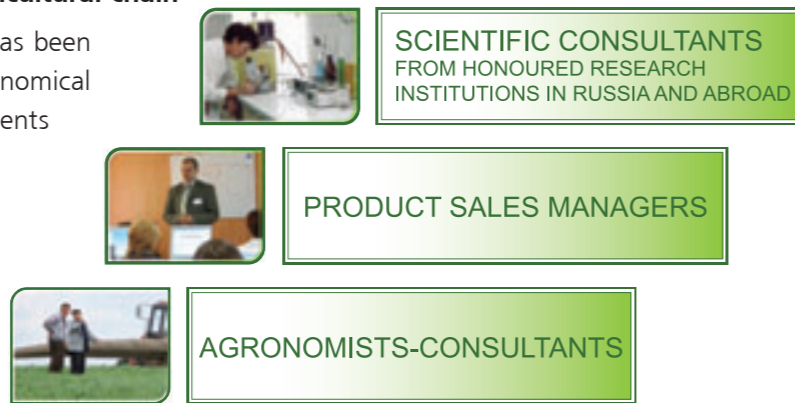 as been
nomical
ents
SCIENTIFIC CONSULTANTS
FROM HONOURED RESEARCH
INSTITUTIONS IN RUSSIA AND ABROAD
PRODUCT SALES MANAGERS
AGRONOMISTS-CONSULTANTS